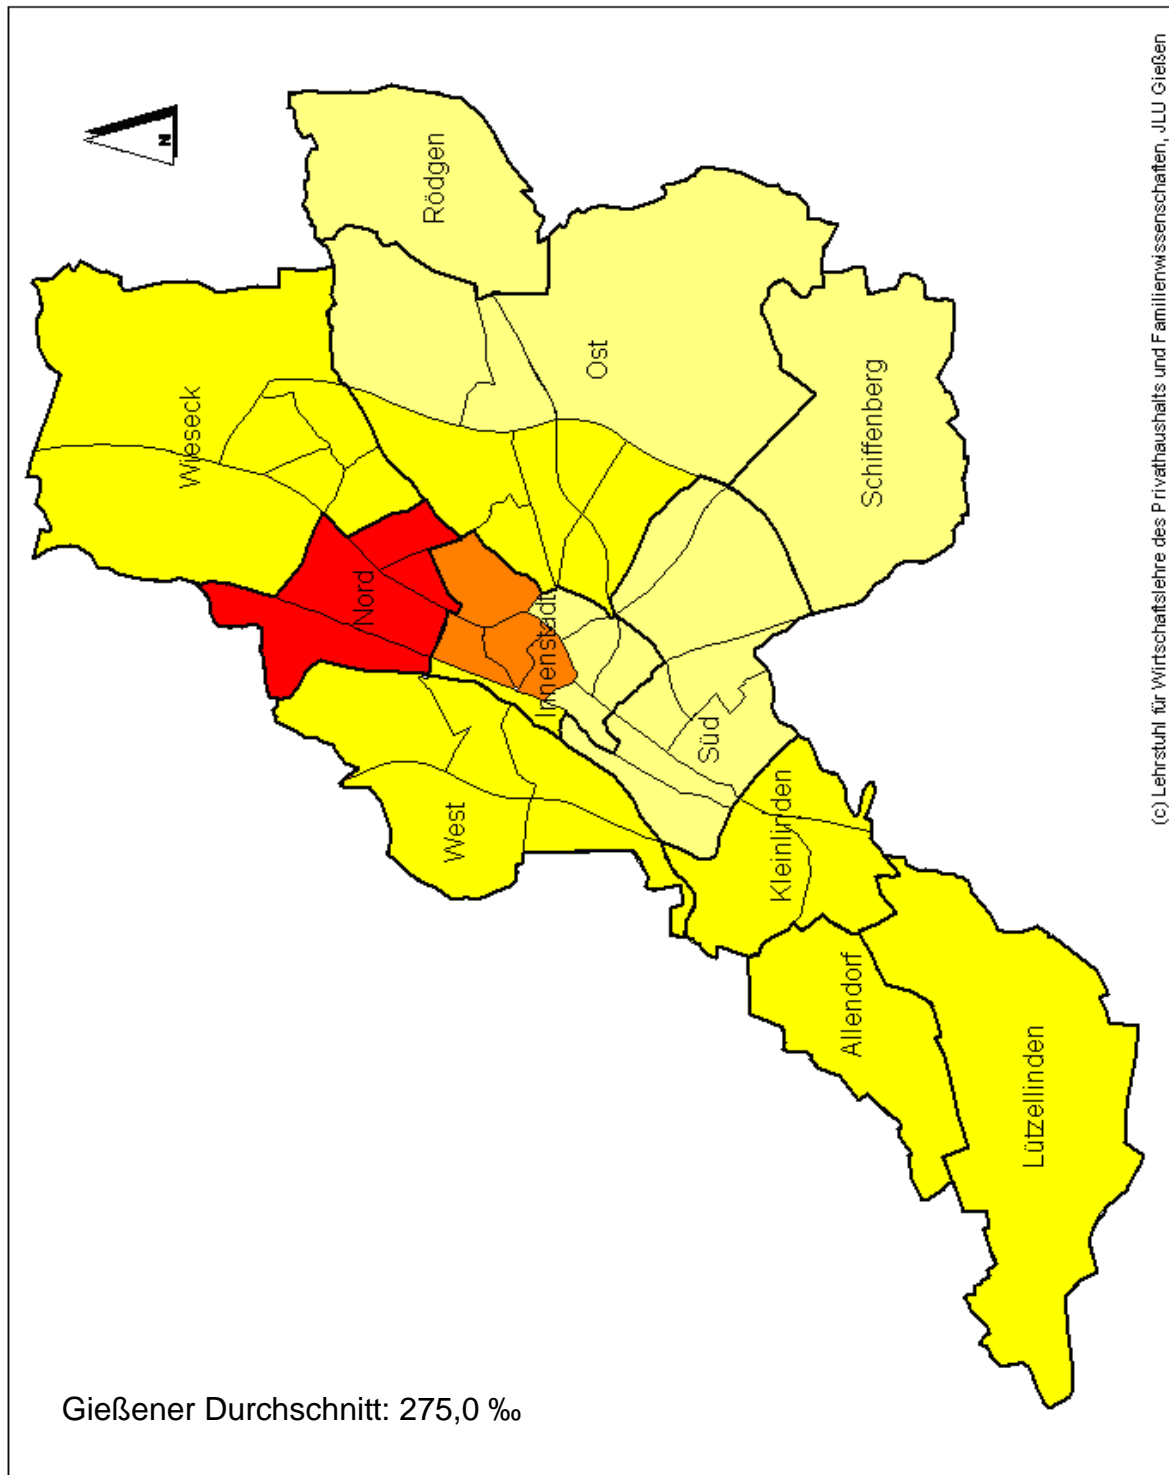 N
Rödgen
Wieseck
Ost
Schiffenberg
Nord
Innenstadt
Süd
West
Kleinlinden
Allendorf
Lützellinden
Gießener Durchschnitt: 275,0 ‰
(c) Lehrstuhl für Wirtschaftslehre des Privathaushalts und Familienwissenschaften, JLU Gießen